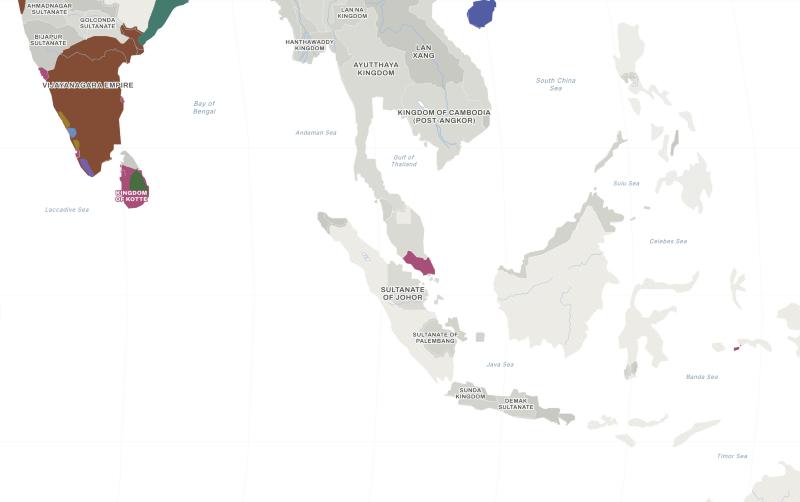 AHMADNAGAR
SULTANATE
GOLCONDA
SULTANATE
BIJAPUR
SULTANATE
VIJAYANAGARA EMPIRE
KINGDOM
OF KOTTE
Laccadive Sea
Bay of
Bengal
LAN NA
KINGDOM
HANTHAWADDY
KINGDOM
LAN
XANG
AYUTTHAYA
KINGDOM
KINGDOM OF CAMBODIA
(POST-ANGKOR)
Andaman Sea
Gulf of
Thailand
South China
Sea
Sulu Sea
Celebes Sea
SULTANATE
OF JOHOR
SULTANATE OF
PALEMBANG
Java Sea
Banda Sea
SUNDA
KINGDOM
DEMAK
SULTANATE
Timor Sea